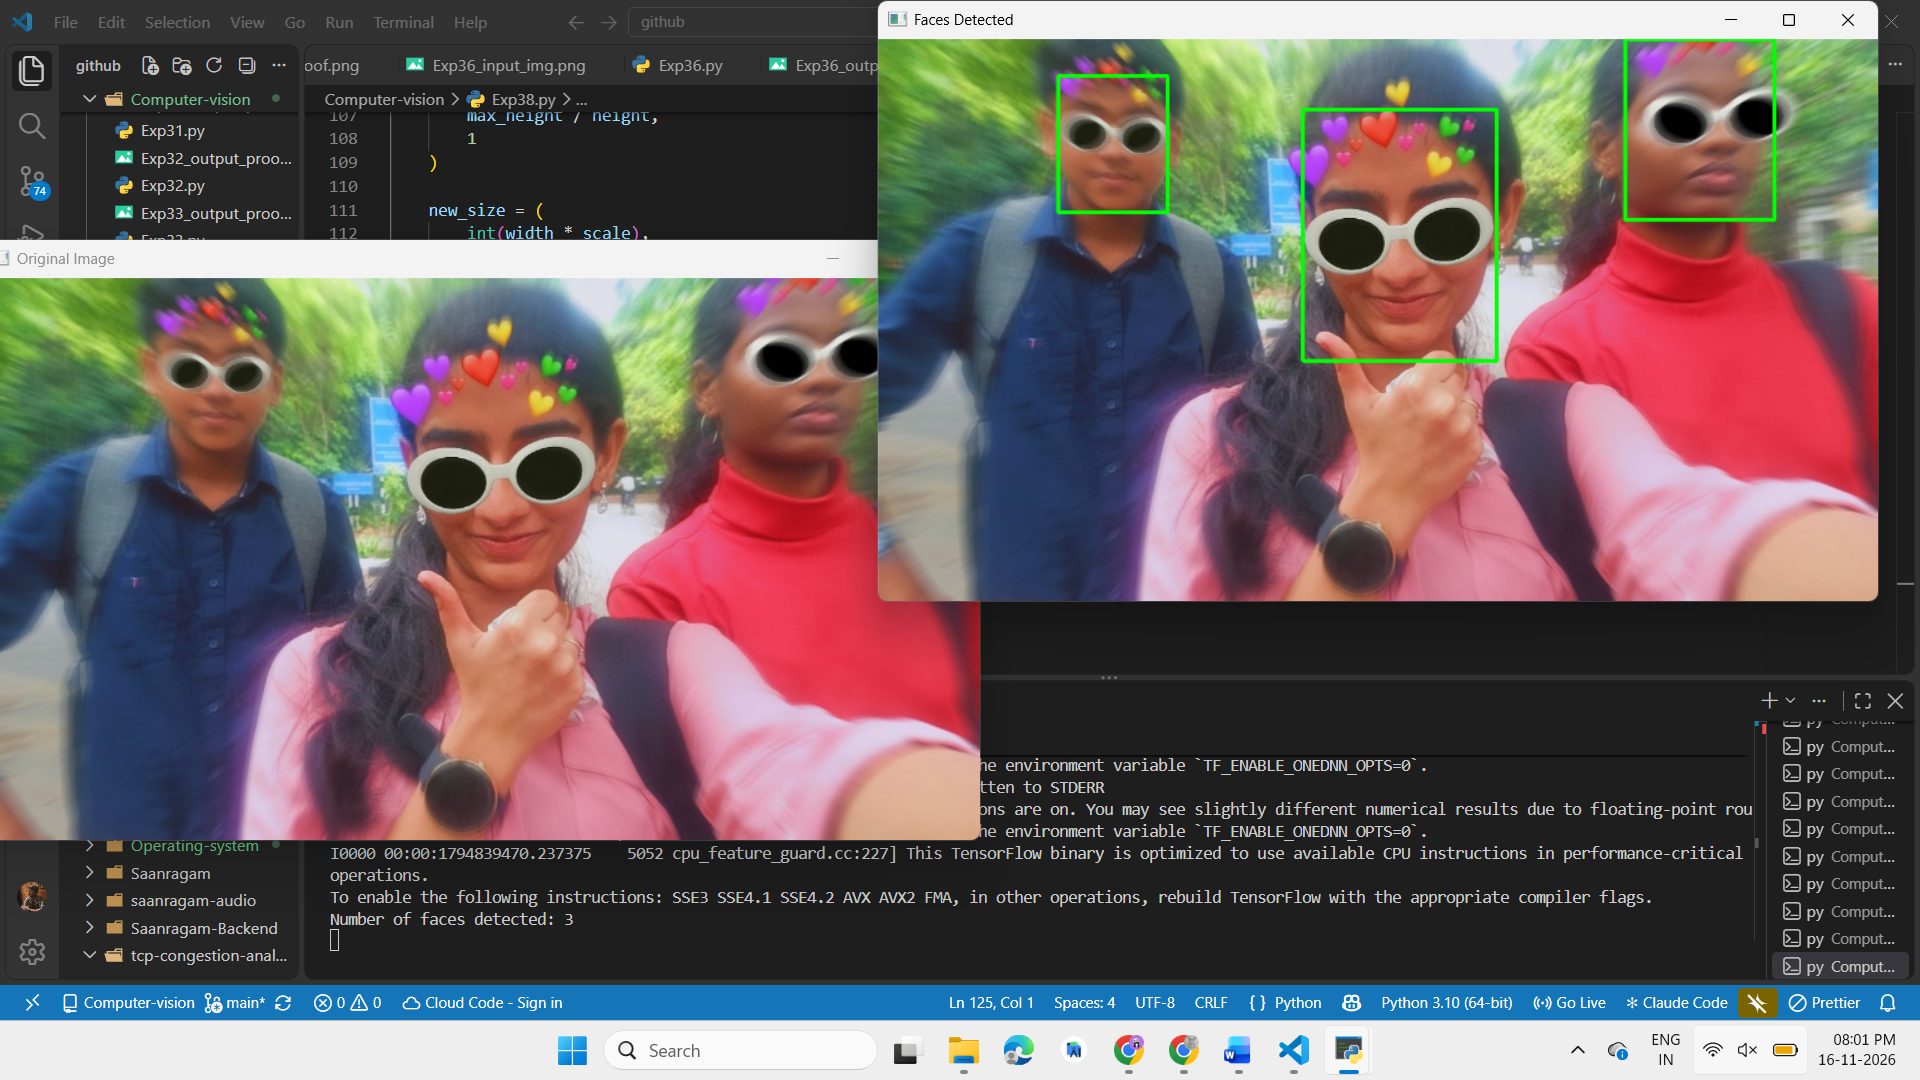 File Edit Selection View Go Run Terminal Help
github
Faces Detected
github
oof.png
Exp36_input_img.png
Exp36.py
Exp36_outp
Computer-vision
Computer-vision > Exp38.py > ...
Exp31.py
Exp32_output_proo...
Exp32.py
Exp33_output_proo...
107 max_height / height,
108 1
109 )
110
111 new_size = (
112 int(width * scale),
74
Original Image
he environment variable `TF_ENABLE_ONEDNN_OPTS=0`.
tten to STDERR
ons are on. You may see slightly different numerical results due to floating-point rou
he environment variable `TF_ENABLE_ONEDNN_OPTS=0`.
I0000 00:00:1794839470.237375 5052 cpu_feature_guard.cc:227] This TensorFlow binary is optimized to use available CPU instructions in performance-critical
operations.
To enable the following instructions: SSE3 SSE4.1 SSE4.2 AVX AVX2 FMA, in other operations, rebuild TensorFlow with the appropriate compiler flags.
Number of faces detected: 3
py Comput...
py Comput...
py Comput...
py Comput...
py Comput...
py Comput...
py Comput...
py Comput...
py Comput...
Operating-system
Saanragam
saanragam-audio
Saanragam-Backend
tcp-congestion-anal...
Computer-vision main* 0 0 Cloud Code - Sign in
Ln 125, Col 1 Spaces: 4 UTF-8 CRLF { } Python Python 3.10 (64-bit) Go Live Claude Code Prettier
Search
ENG
IN
08:01 PM
16-11-2026